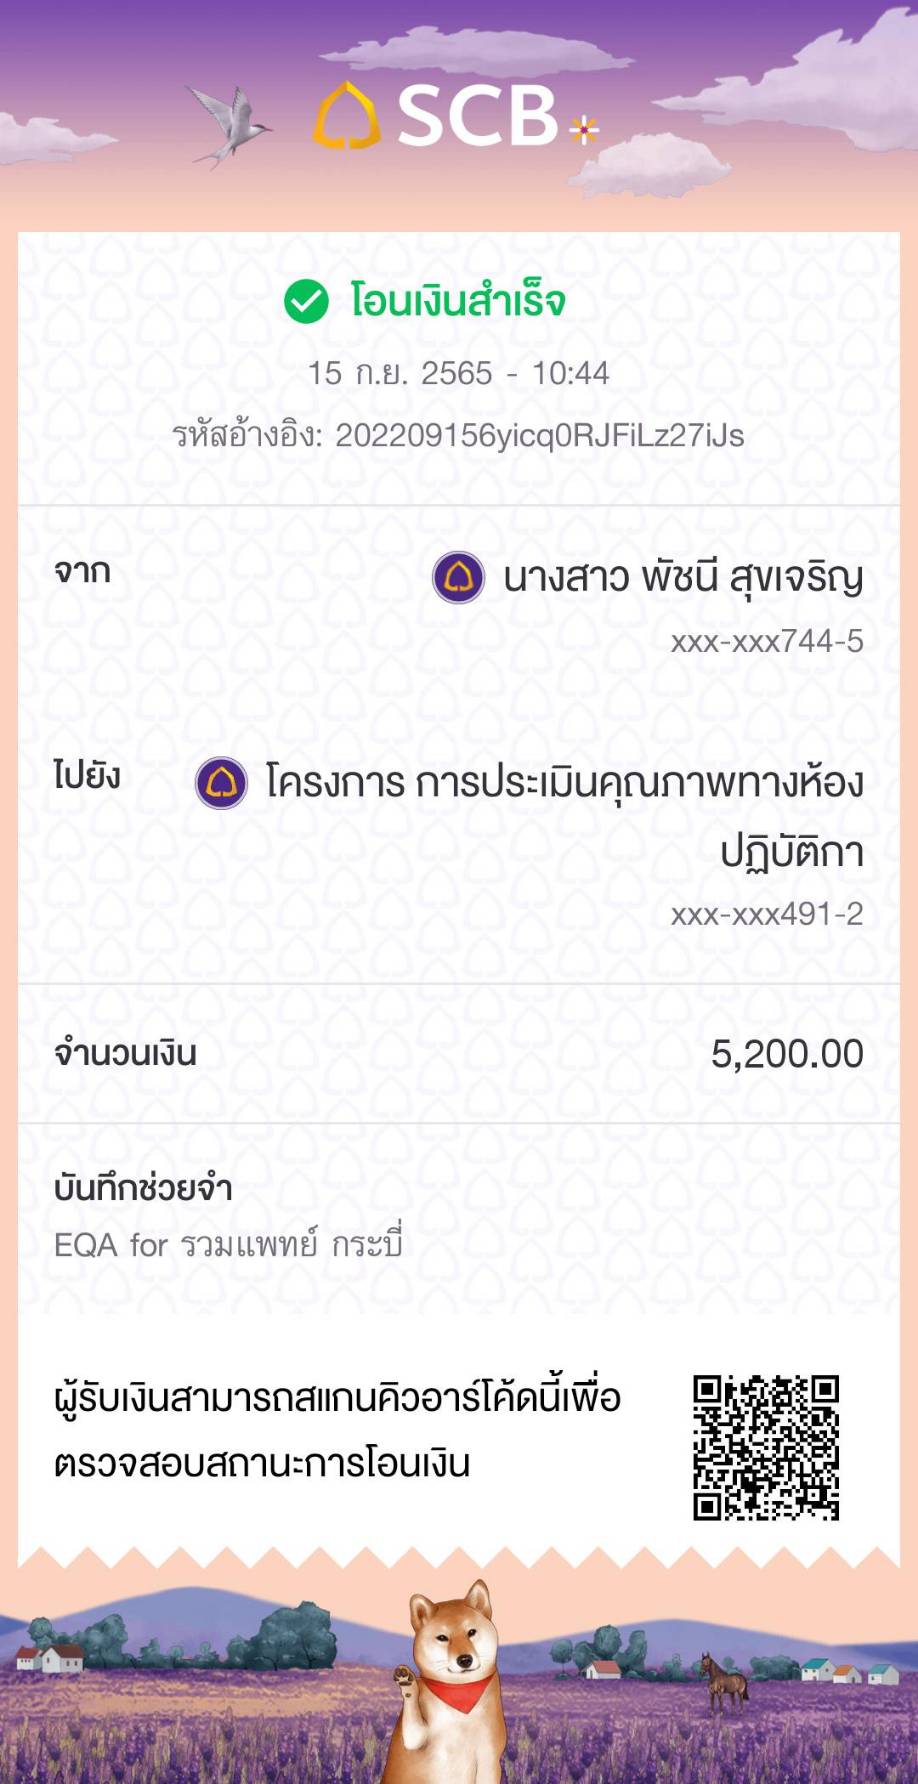 SCB
โอนเงินสำเร็จ
15 ก.ย. 2565 - 10:44
รหัสอ้างอิง: 202209156yicq0RJFiLz27iJs
จาก
นางสาว พัชนี สุขเจริญ
xxx-xxx744-5
ไปยัง
โครงการ การประเมินคุณภาพทางห้อง
ปฏิบัติกา
xxx-xxx491-2
จำนวนเงิน
5,200.00
บันทึกช่วยจำ
EQA for รวมแพทย์ กระบี่
ผู้รับเงินสามารถสแกนคิวอาร์โค้ดนี้เพื่อ
ตรวจสอบสถานะการโอนเงิน